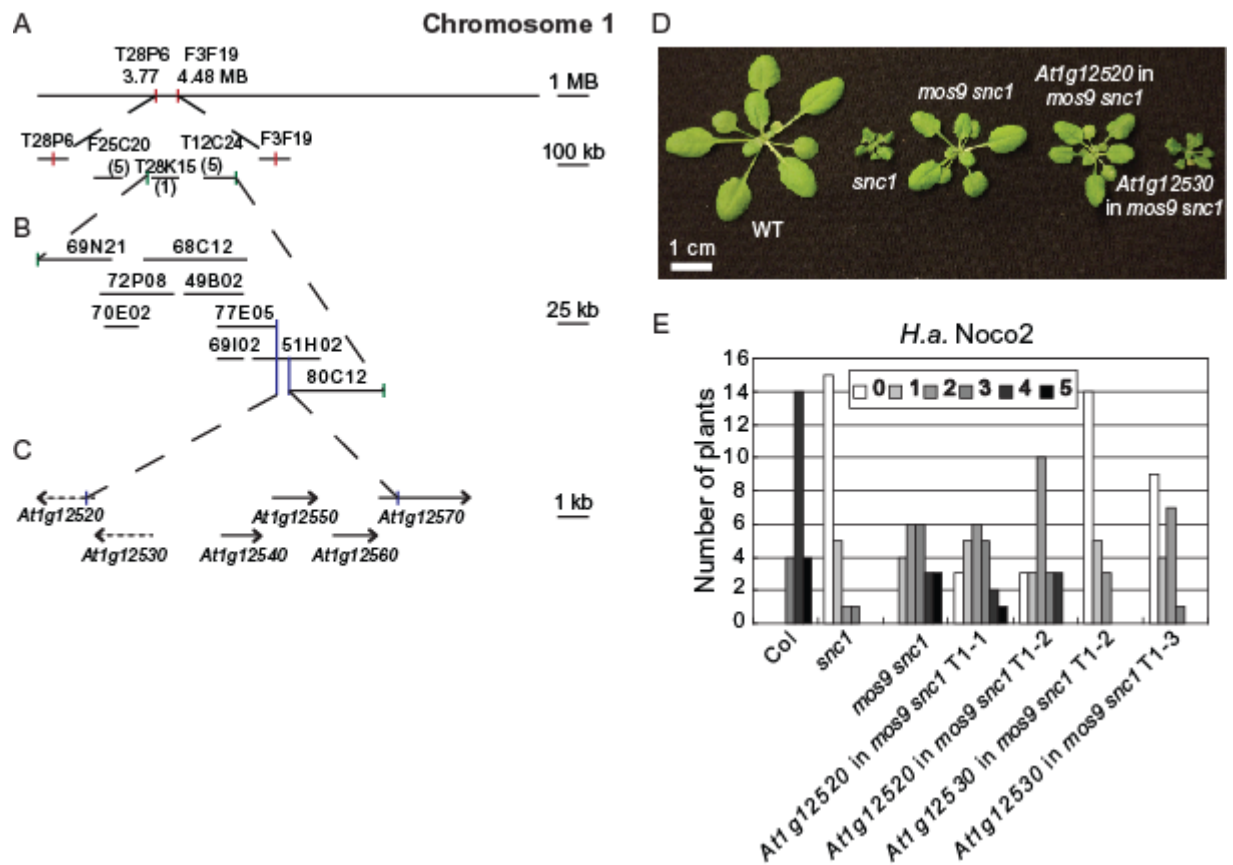 A
Chromosome 1
T28P6 F3F19
3.77 4.48 MB
1 MB
T28P6 F25C20 T12C24 F3F19
(5) T28K15 (5)
(1)
100 kb
B
69N21 68C12
72P08 49B02
70E02 77E05
25 kb
69I02 51H02
80C12
C
1 kb
At1g12520 At1g12550 At1g12570
At1g12530 At1g12540 At1g12560
D
WT
snc1
mos9 snc1
At1g12520 in
mos9 snc1
At1g12530
in mos9 snc1
1 cm
E
H.a. Noco2
Number of plants
16
14
12
10
8
6
4
2
0
0 1 2 3 4 5
Col
snc1
mos9 snc1
At1g12520 in mos9 snc1 T1-1
At1g12520 in mos9 snc1 T1-2
At1g12530 in mos9 snc1 T1-2
At1g12530 in mos9 snc1 T1-3